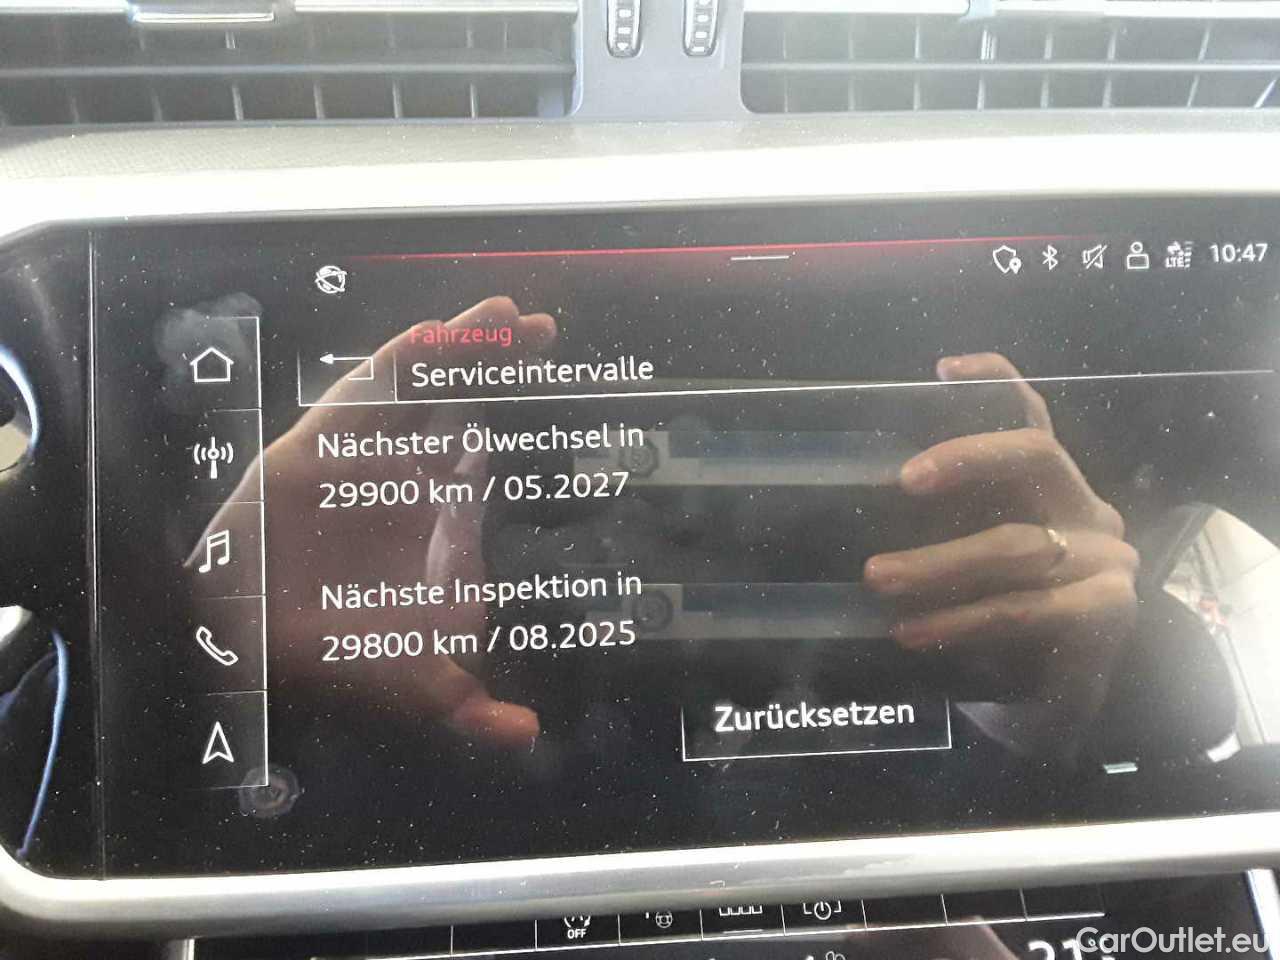 LTE 10:47
Fahrzeug
Serviceintervalle
Nächster Ölwechsel in
29900 km / 05.2027
Nächste Inspektion in
29800 km / 08.2025
Zurücksetzen
OFF
CarOutlet.eu